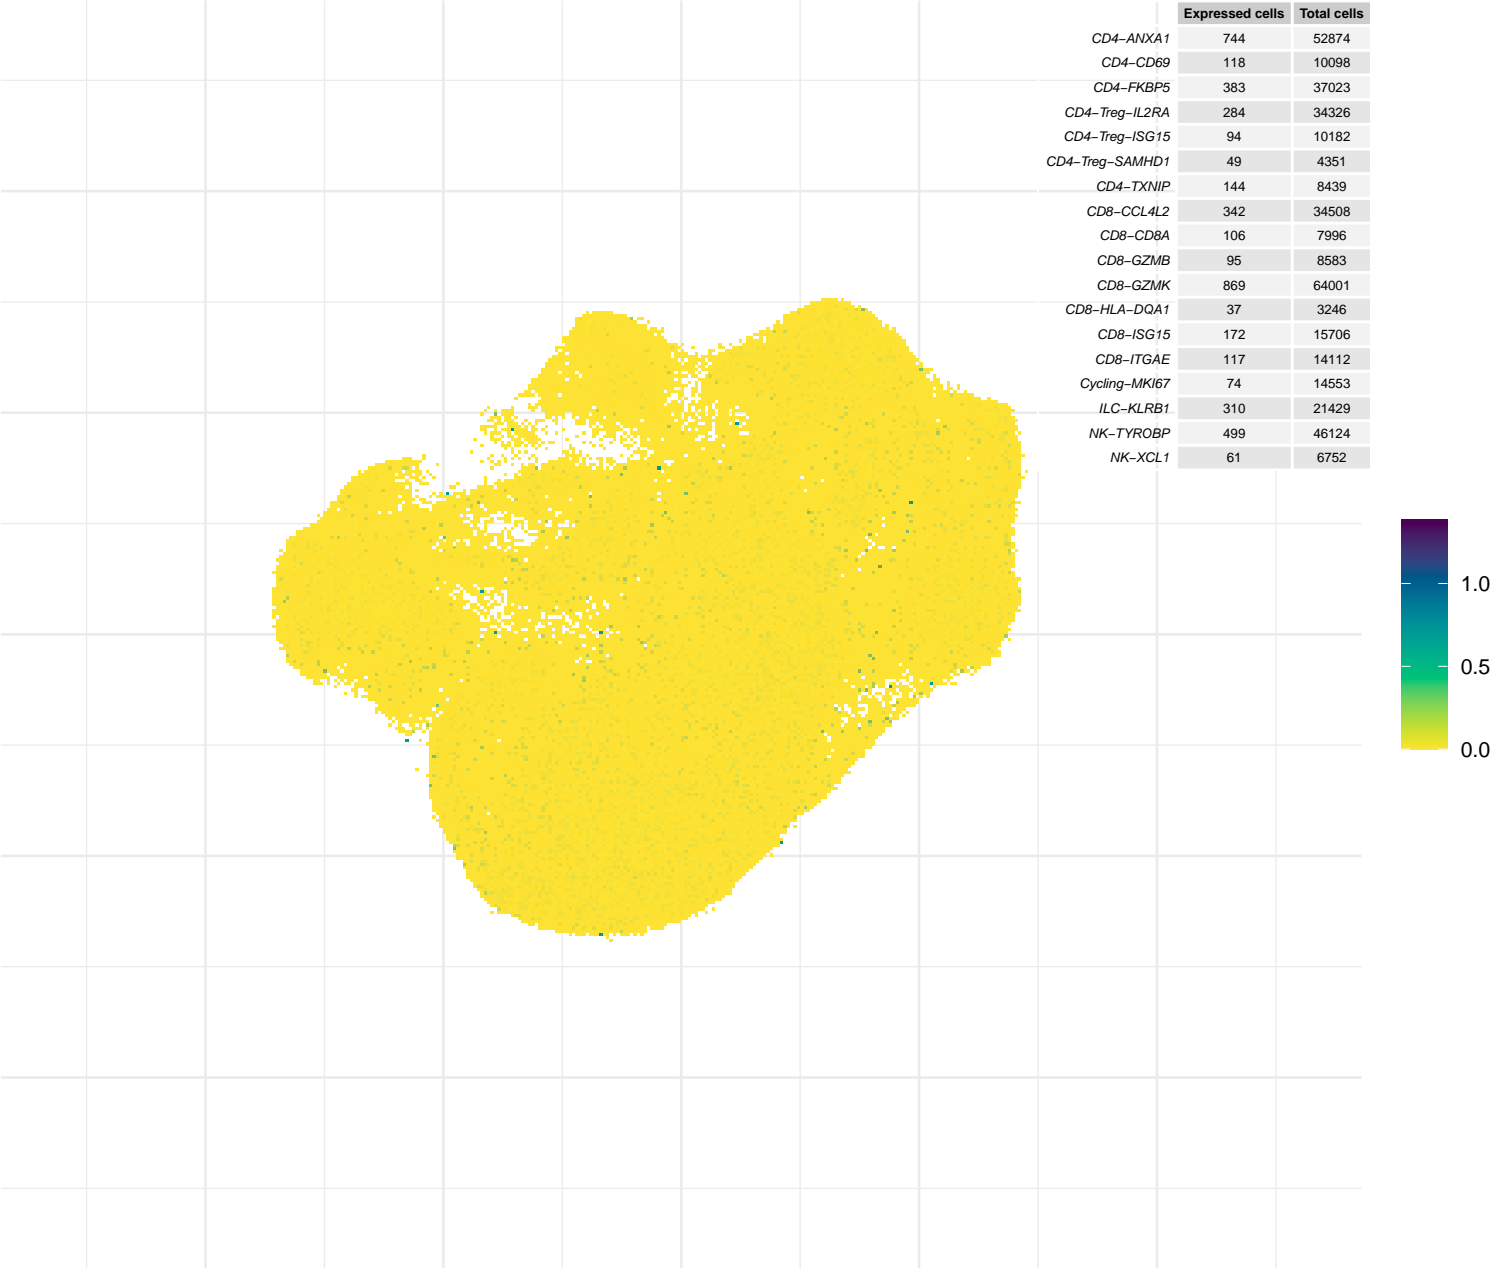 Expressed cells Total cells
CD4−ANXA1 744 52874
CD4−CD69 118 10098
CD4−FKBP5 383 37023
CD4−Treg−IL2RA 284 34326
CD4−Treg−ISG15 94 10182
CD4−Treg−SAMHD1 49 4351
CD4−TXNIP 144 8439
CD8−CCL4L2 342 34508
CD8−CD8A 106 7996
CD8−GZMB 95 8583
CD8−GZMK 869 64001
CD8−HLA−DQA1 37 3246
CD8−ISG15 172 15706
CD8−ITGAE 117 14112
Cycling−MKI67 74 14553
ILC−KLRB1 310 21429
NK−TYROBP 499 46124
NK−XCL1 61 6752
1.0
0.5
0.0